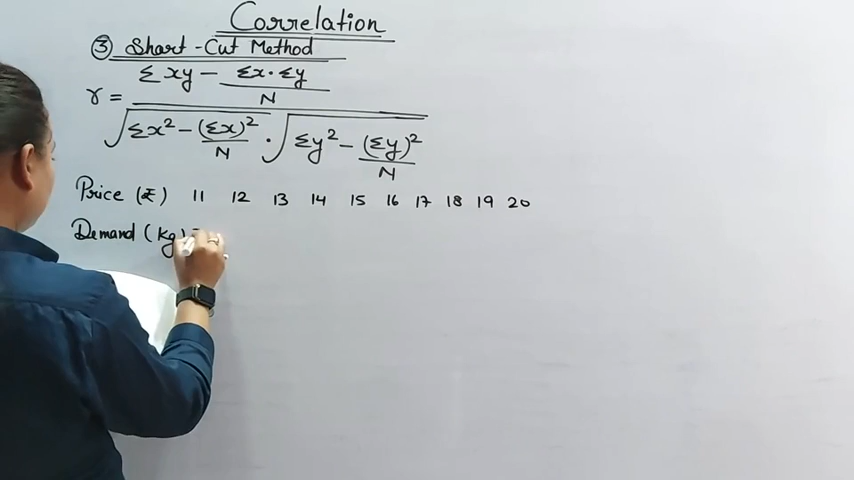 Correlation
③ Shart-Cut Method
r = (Σxy − (Σx·Σy)/N) / (√(Σx² − (Σx)²/N) · √(Σy² − (Σy)²/N))
Price (₹) 11 12 13 14 15 16 17 18 19 20
Demand (Kg)